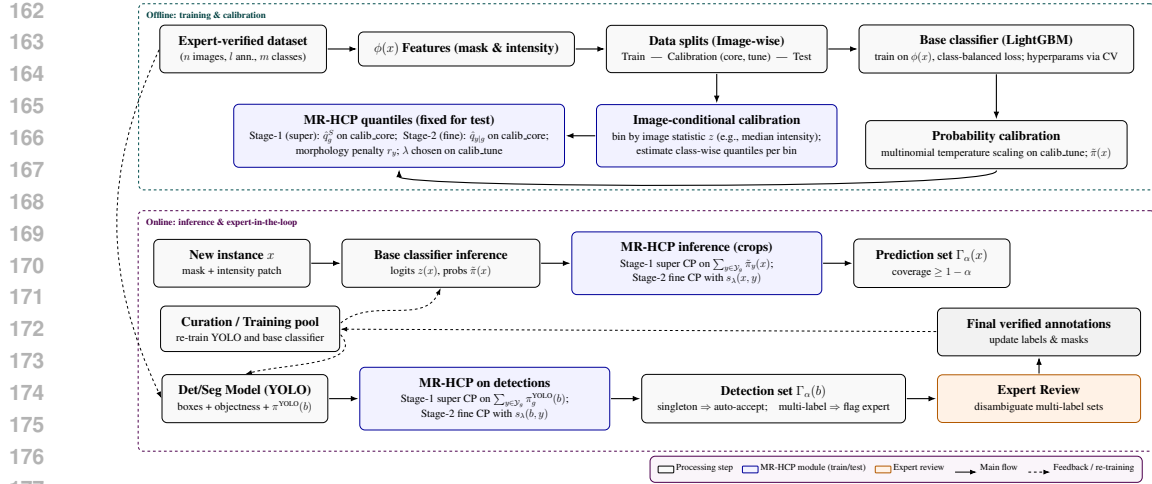 162
163
164
165
166
167
168
169
170
171
172
173
174
175
176
177
Offline: training & calibration
Expert-verified dataset
(n images, l ann., m classes)
ϕ(x) Features (mask & intensity)
Data splits (Image-wise)
Train — Calibration (core, tune) — Test
Base classifier (LightGBM)
train on ϕ(x), class-balanced loss; hyperparams via CV
MR-HCP quantiles (fixed for test)
Stage-1 (super): q̂_g^S on calib_core; Stage-2 (fine): q̂_{y|g} on calib_core;
morphology penalty r_y; λ chosen on calib_tune
Image-conditional calibration
bin by image statistic z (e.g., median intensity);
estimate class-wise quantiles per bin
Probability calibration
multinomial temperature scaling on calib_tune; π̃(x)
Online: inference & expert-in-the-loop
New instance x
mask + intensity patch
Base classifier inference
logits z(x), probs π̃(x)
MR-HCP inference (crops)
Stage-1 super CP on ∑_{y∈𝒴_g} π̃_y(x);
Stage-2 fine CP with s_λ(x, y)
Prediction set Γ_α(x)
coverage ≥ 1 − α
Curation / Training pool
re-train YOLO and base classifier
Final verified annotations
update labels & masks
Det/Seg Model (YOLO)
boxes + objectness + π^YOLO(b)
MR-HCP on detections
Stage-1 super CP on ∑_{y∈𝒴_g} π_g^YOLO(b);
Stage-2 fine CP with s_λ(b, y)
Detection set Γ_α(b)
singleton ⇒ auto-accept; multi-label ⇒ flag expert
Expert Review
disambiguate multi-label sets
Processing step
MR-HCP module (train/test)
Expert review
Main flow
Feedback / re-training